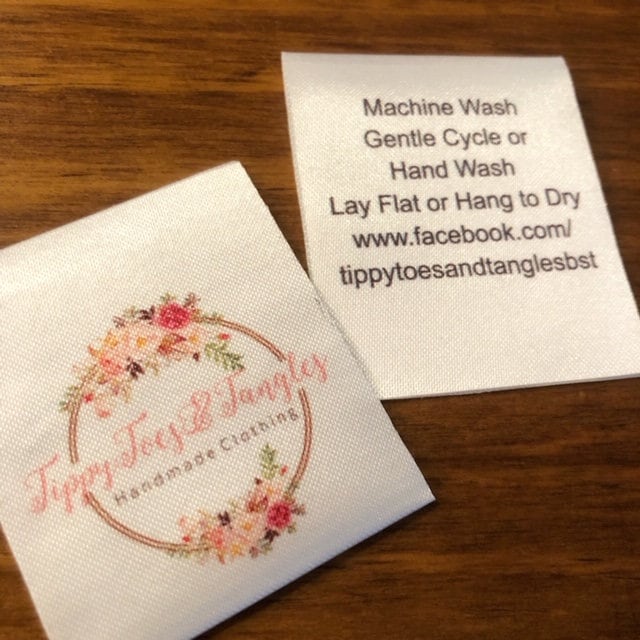 Machine Wash
Gentle Cycle or
Hand Wash
Lay Flat or Hang to Dry
www.facebook.com/
tippytoesandtanglesbst
Tippy Toes & Tangles
Handmade Clothing